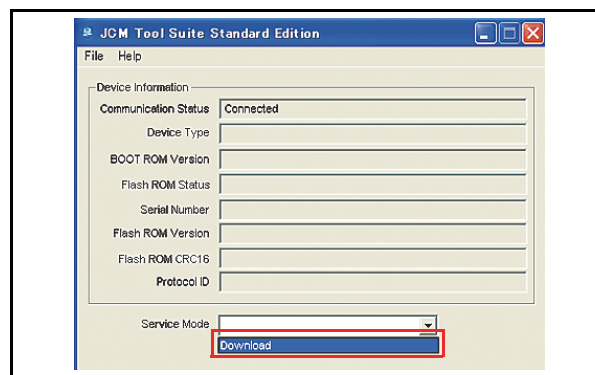 JCM Tool Suite Standard Edition
File Help
Device Information
Communication Status Connected
Device Type
BOOT ROM Version
Flash ROM Status
Serial Number
Flash ROM Version
Flash ROM CRC16
Protocol ID
Service Mode
Download